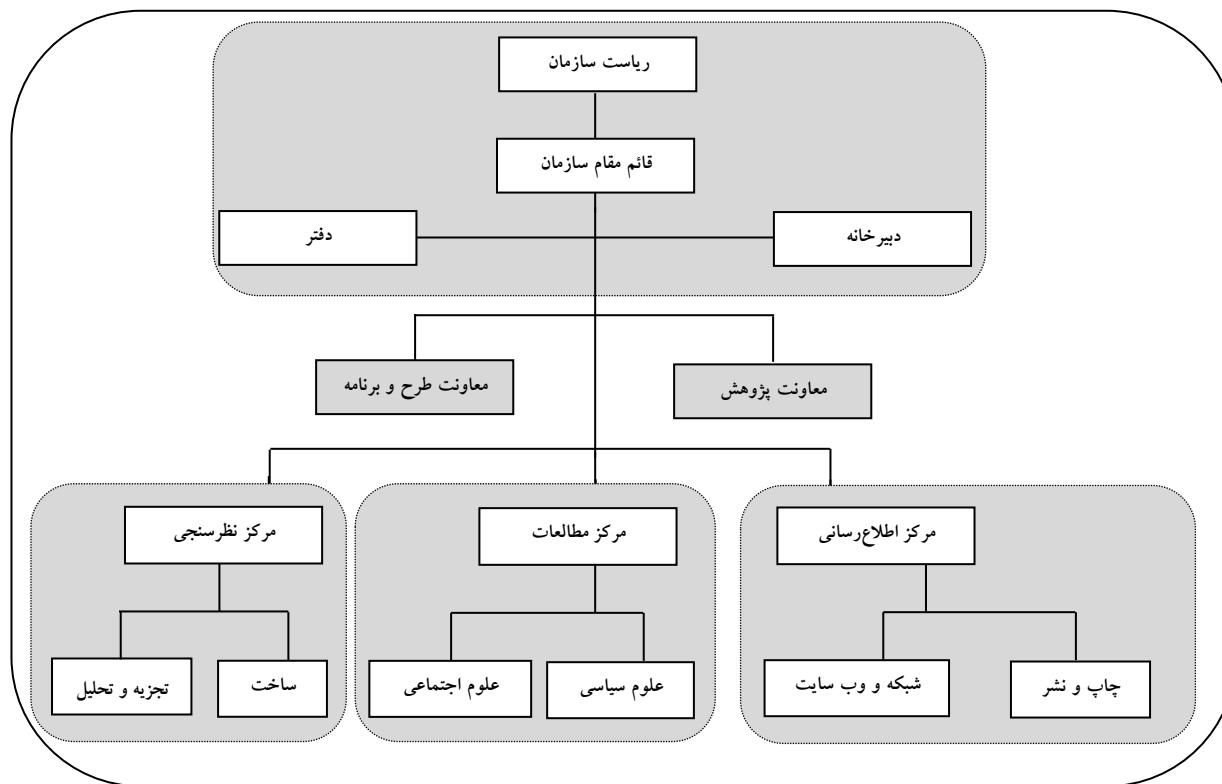 ریاست سازمان
قائم مقام سازمان
دبیرخانه
دفتر
معاونت پژوهش
معاونت طرح و برنامه
مرکز اطلاع‌رسانی
مرکز مطالعات
مرکز نظرسنجی
چاپ و نشر
شبکه و وب سایت
علوم سیاسی
علوم اجتماعی
ساخت
تجزیه و تحلیل